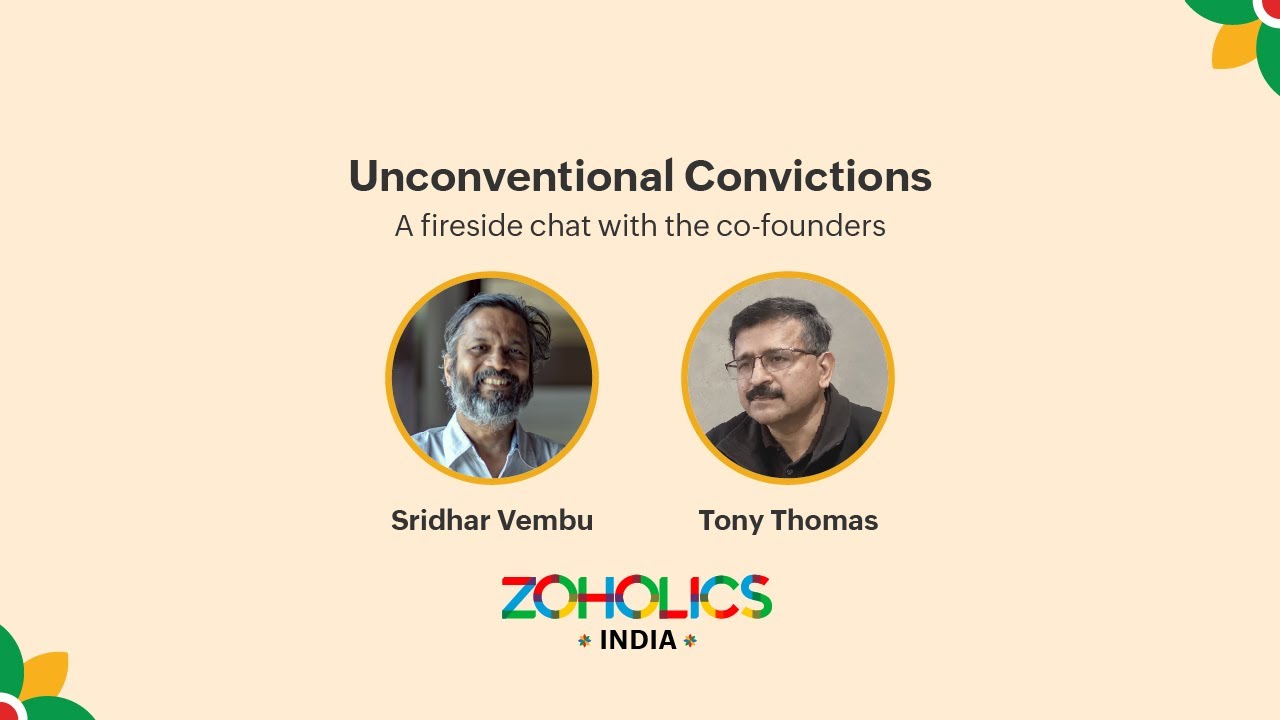 Unconventional Convictions
A fireside chat with the co-founders
Sridhar Vembu
Tony Thomas
ZOHOLICS
INDIA